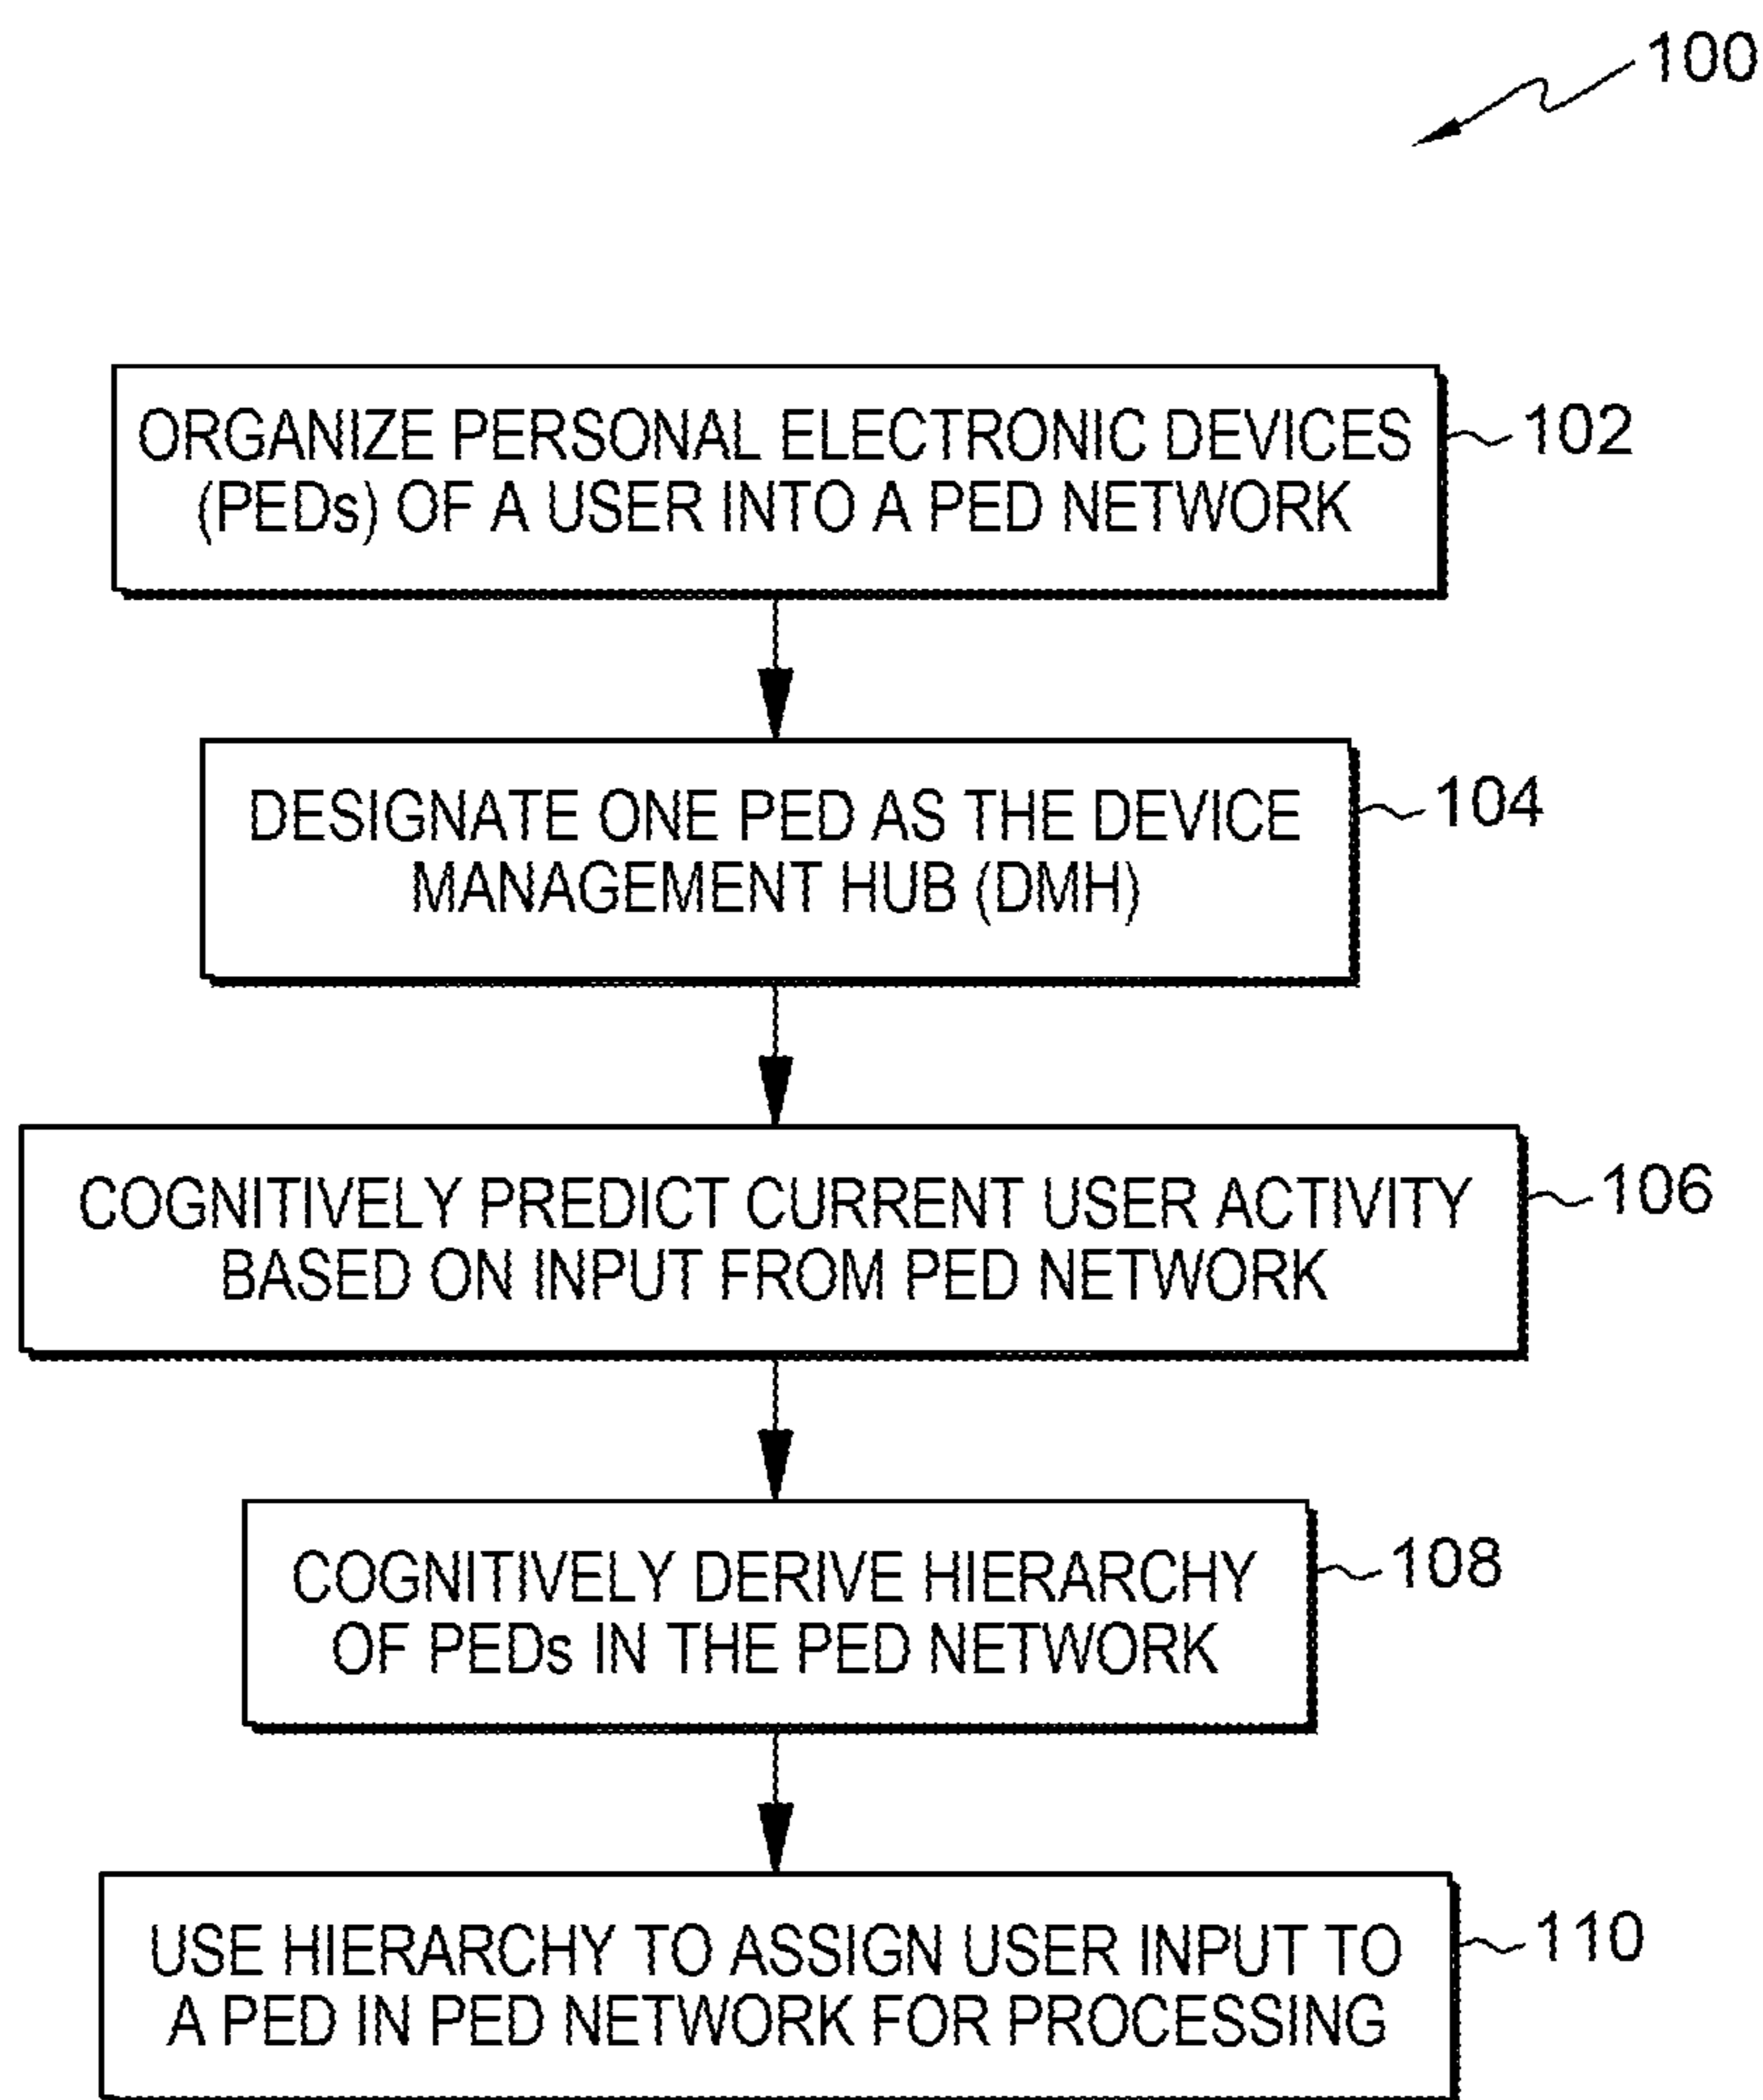 100
ORGANIZE PERSONAL ELECTRONIC DEVICES
(PEDs) OF A USER INTO A PED NETWORK
102
DESIGNATE ONE PED AS THE DEVICE
MANAGEMENT HUB (DMH)
104
COGNITIVELY PREDICT CURRENT USER ACTIVITY
BASED ON INPUT FROM PED NETWORK
106
COGNITIVELY DERIVE HIERARCHY
OF PEDs IN THE PED NETWORK
108
USE HIERARCHY TO ASSIGN USER INPUT TO
A PED IN PED NETWORK FOR PROCESSING
110